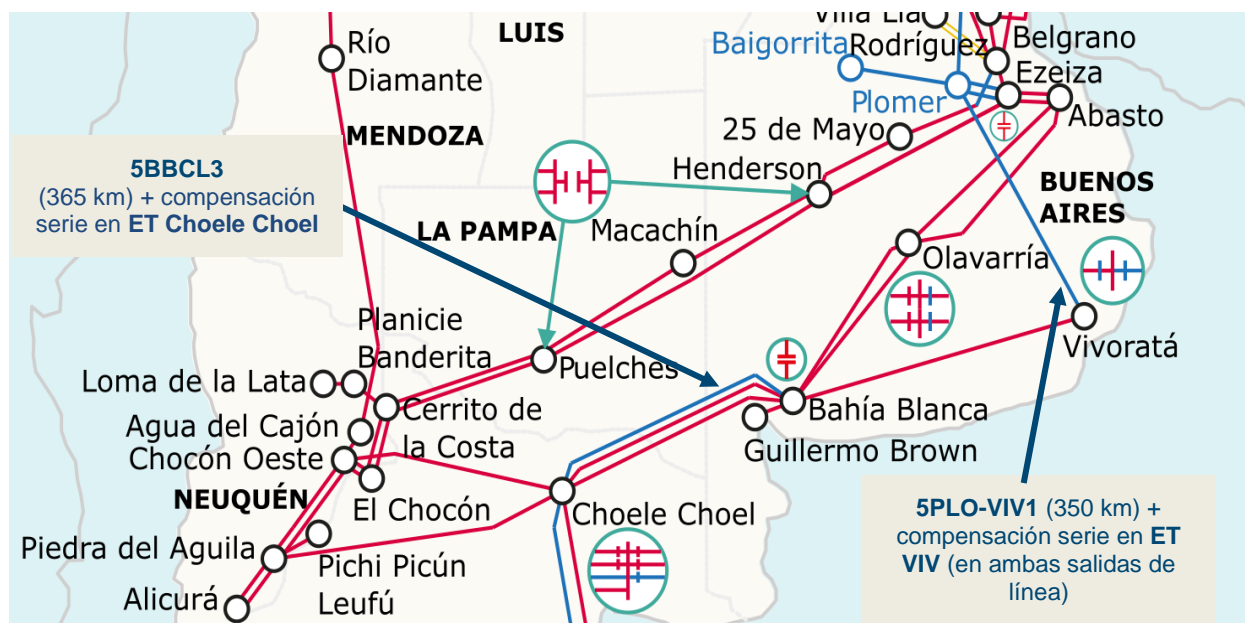 LUIS
Villa Lía
Río
Diamante
Baigorrita
Rodríguez
Belgrano
Ezeiza
Plomer
Abasto
MENDOZA
25 de Mayo
Henderson
5BBCL3
(365 km) + compensación
serie en ET Choele Choel
BUENOS
AIRES
LA PAMPA
Macachín
Olavarría
Planicie
Banderita
Vivoratá
Puelches
Loma de la Lata
Cerrito de
la Costa
Bahía Blanca
Agua del Cajón
Guillermo Brown
Chocón Oeste
NEUQUÉN
El Chocón
Choele Choel
5PLO-VIV1 (350 km) +
compensación serie en ET
VIV (en ambas salidas de
línea)
Piedra del Aguila
Pichi Picún
Leufú
Alicurá